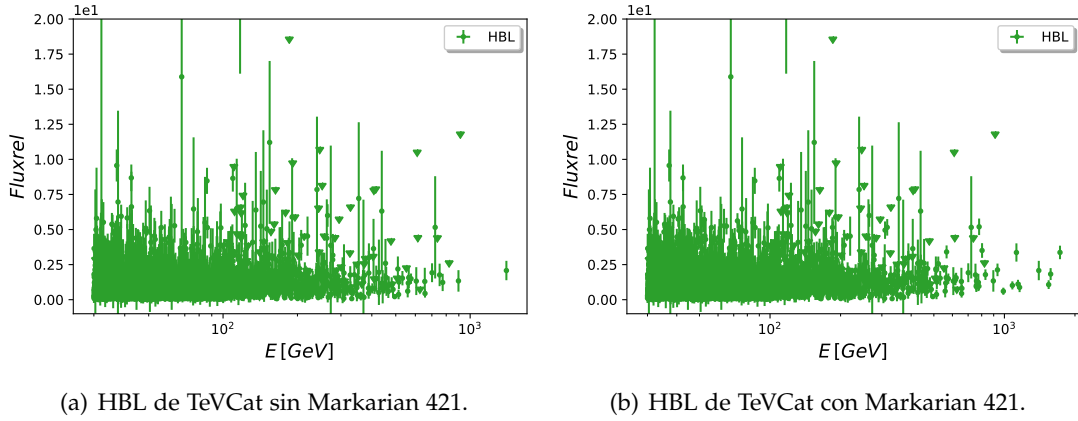 1e1
2.00
1.75
1.50
1.25
1.00
0.75
0.50
0.25
0.00
Fluxrel
HBL
10²
10³
E [GeV]
(a) HBL de TeVCat sin Markarian 421.
1e1
2.00
1.75
1.50
1.25
1.00
0.75
0.50
0.25
0.00
Fluxrel
HBL
10²
10³
E [GeV]
(b) HBL de TeVCat con Markarian 421.